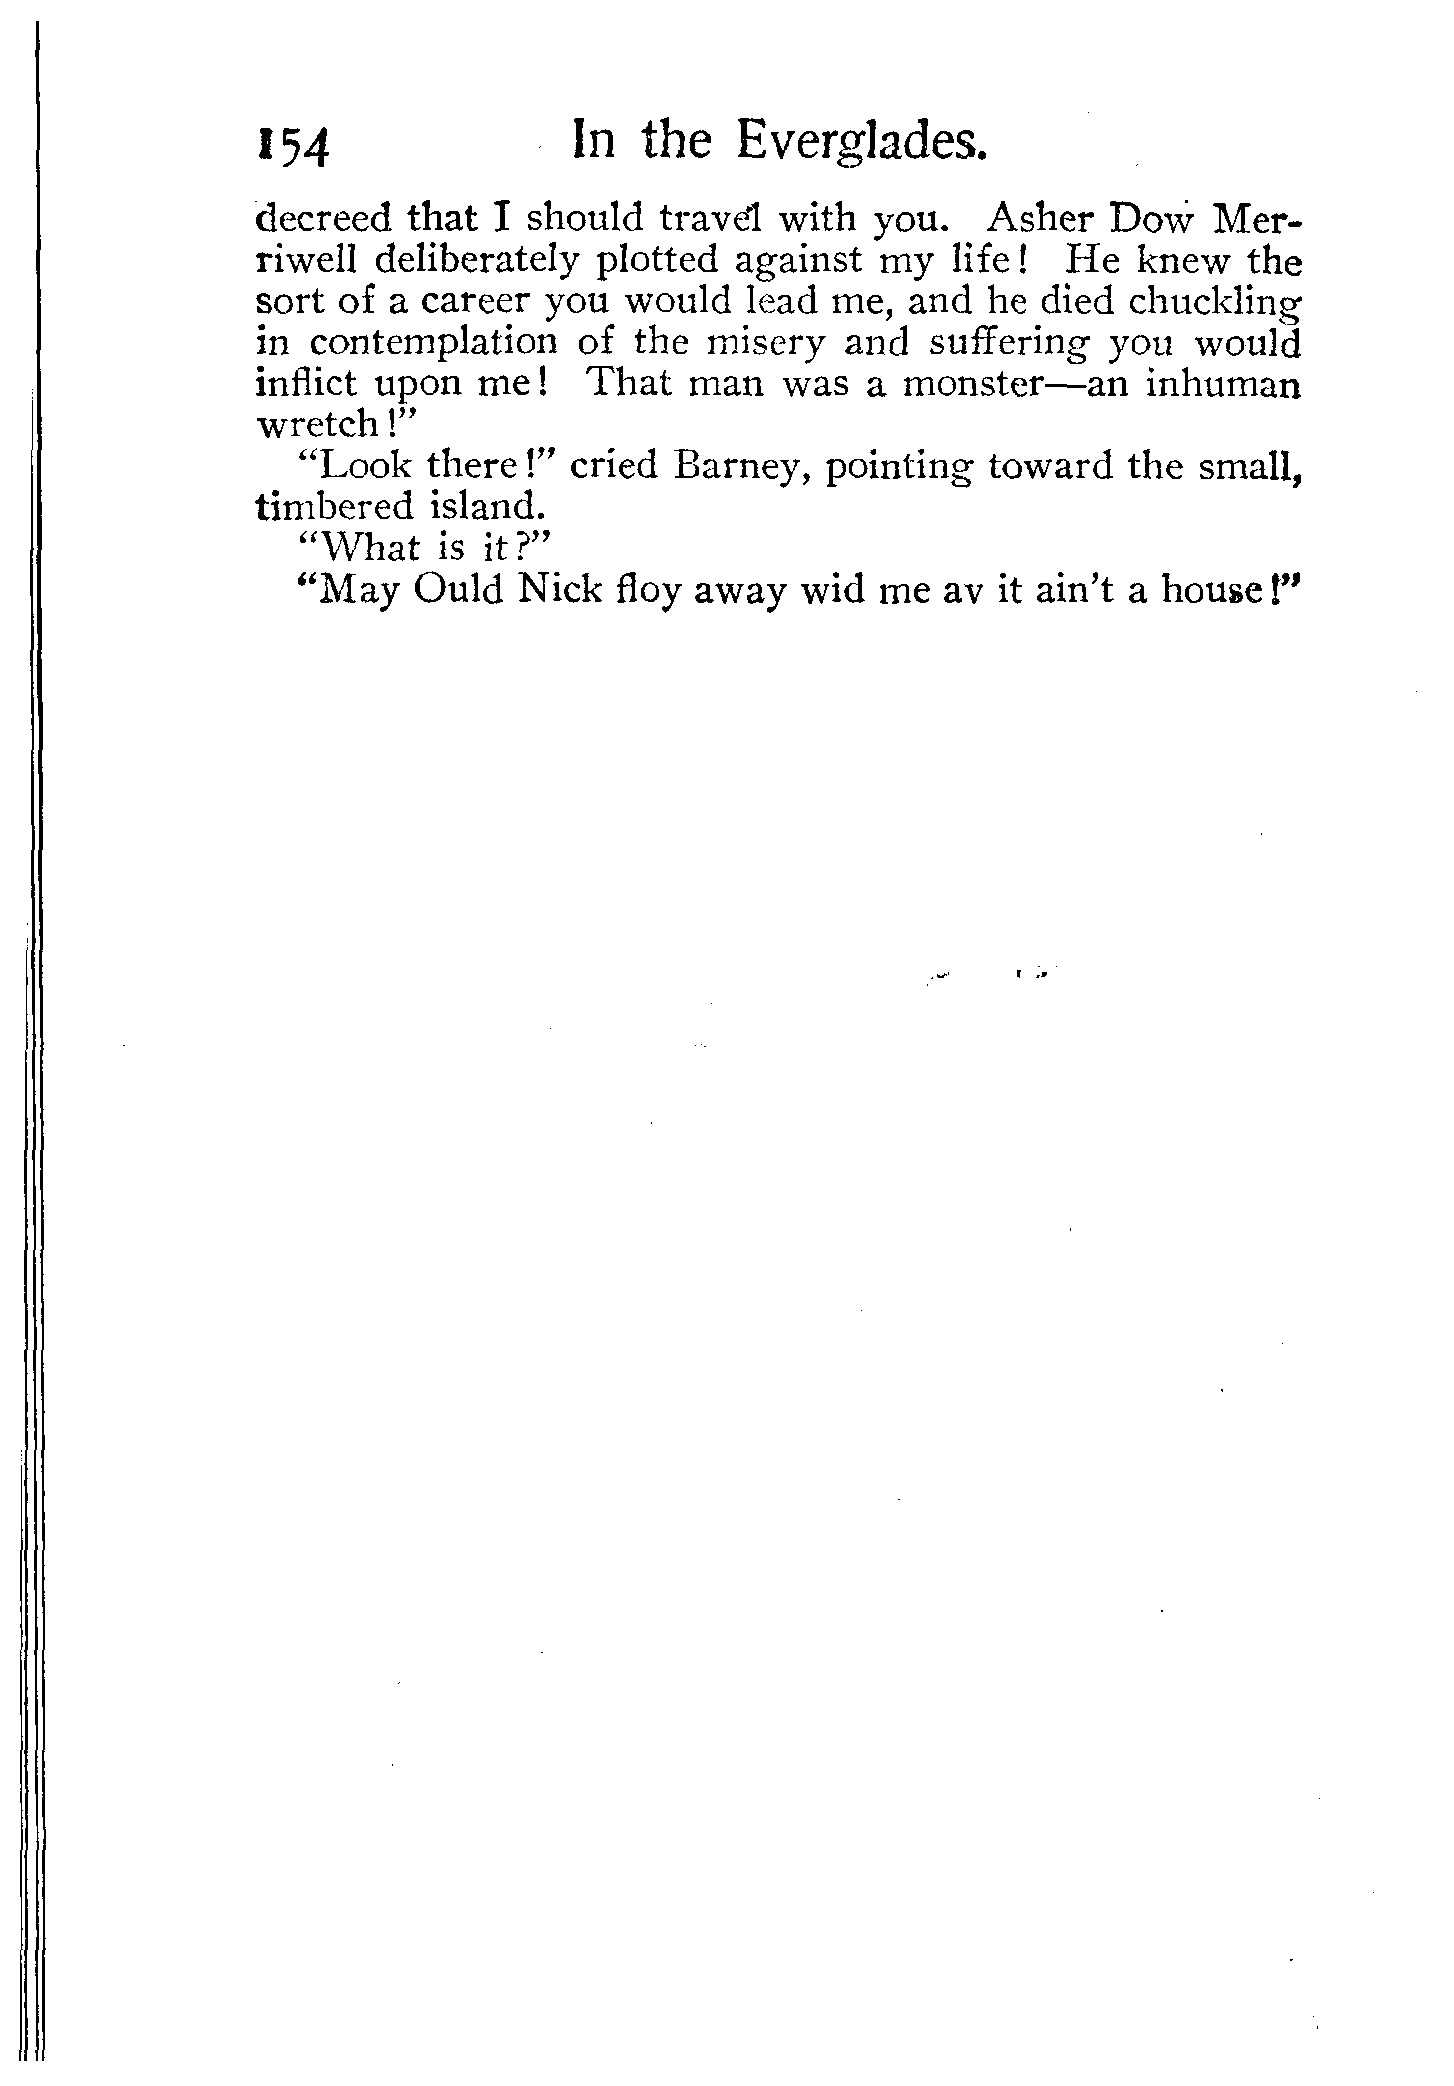 154 In the Everglades.
decreed that I should travel with you. Asher Dow Mer-
riwell deliberately plotted against my life! He knew the
sort of a career you would lead me, and he died chuckling
in contemplation of the misery and suffering you would
inflict upon me! That man was a monster—an inhuman
wretch!”
“Look there!” cried Barney, pointing toward the small,
timbered island.
“What is it?”
“May Ould Nick floy away wid me av it ain't a house!”